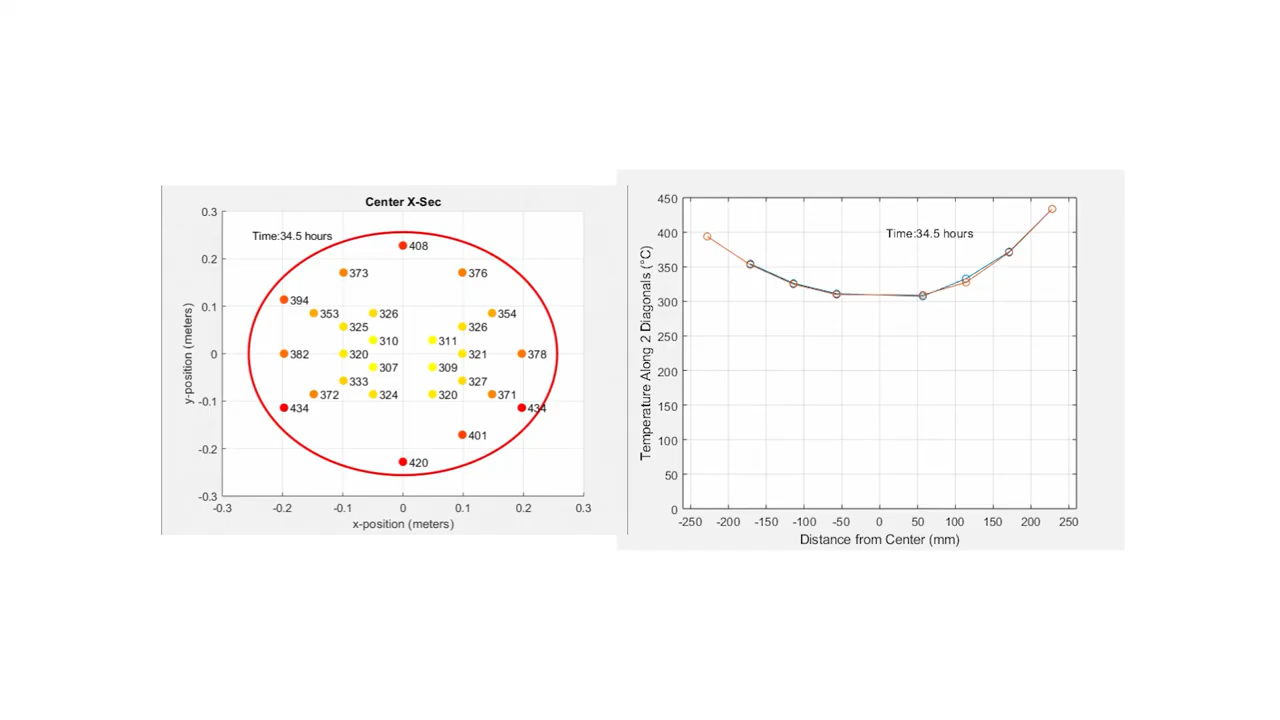 Center X-Sec
Time:34.5 hours
408
373 376
394
353 326 354
325 326
310 311
382 320 321 378
307 309
333 327
372 324 320 371
434 434
401
420
0.3
0.2
0.1
0
-0.1
-0.2
-0.3
y-position (meters)
-0.3 -0.2 -0.1 0 0.1 0.2 0.3
x-position (meters)
Time:34.5 hours
450
400
350
300
250
200
150
100
50
0
Temperature Along 2 Diagonals (°C)
-250 -200 -150 -100 -50 0 50 100 150 200 250
Distance from Center (mm)